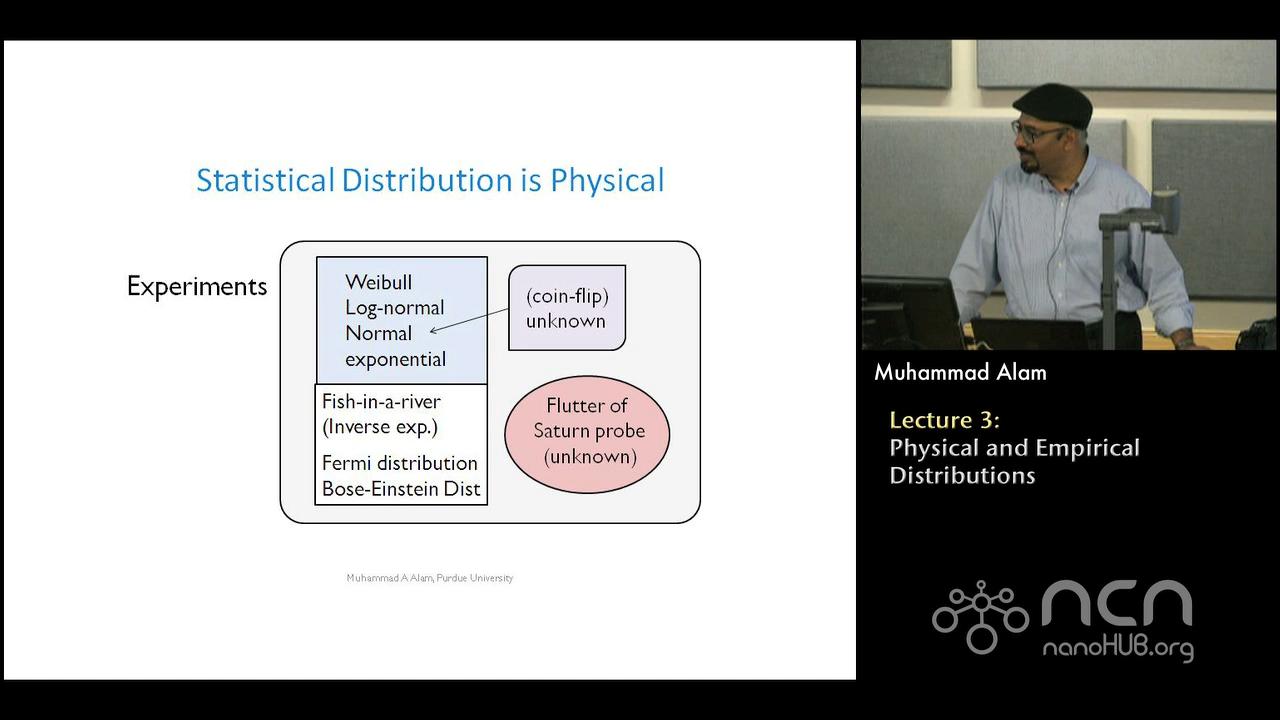 Statistical Distribution is Physical
Experiments
Weibull
Log-normal
Normal
exponential
(coin-flip)
unknown
Fish-in-a-river
(Inverse exp.)
Fermi distribution
Bose-Einstein Dist
Flutter of
Saturn probe
(unknown)
Muhammad A Alam, Purdue University
Muhammad Alam
Lecture 3:
Physical and Empirical
Distributions
ncn
nanoHUB.org